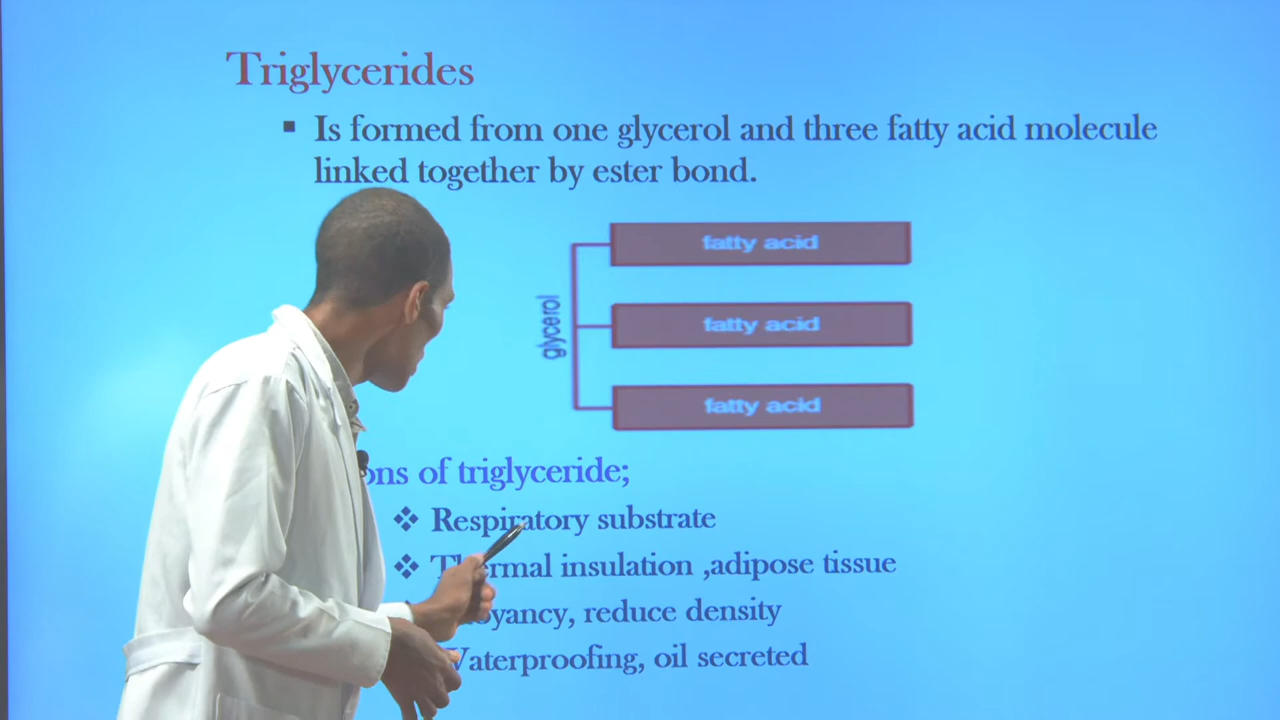 Triglycerides
▪ Is formed from one glycerol and three fatty acid molecule
linked together by ester bond.
fatty acid
glycerol
fatty acid
fatty acid
ons of triglyceride;
❖ Respiratory substrate
❖ Thermal insulation ,adipose tissue
oyancy, reduce density
Waterproofing, oil secreted